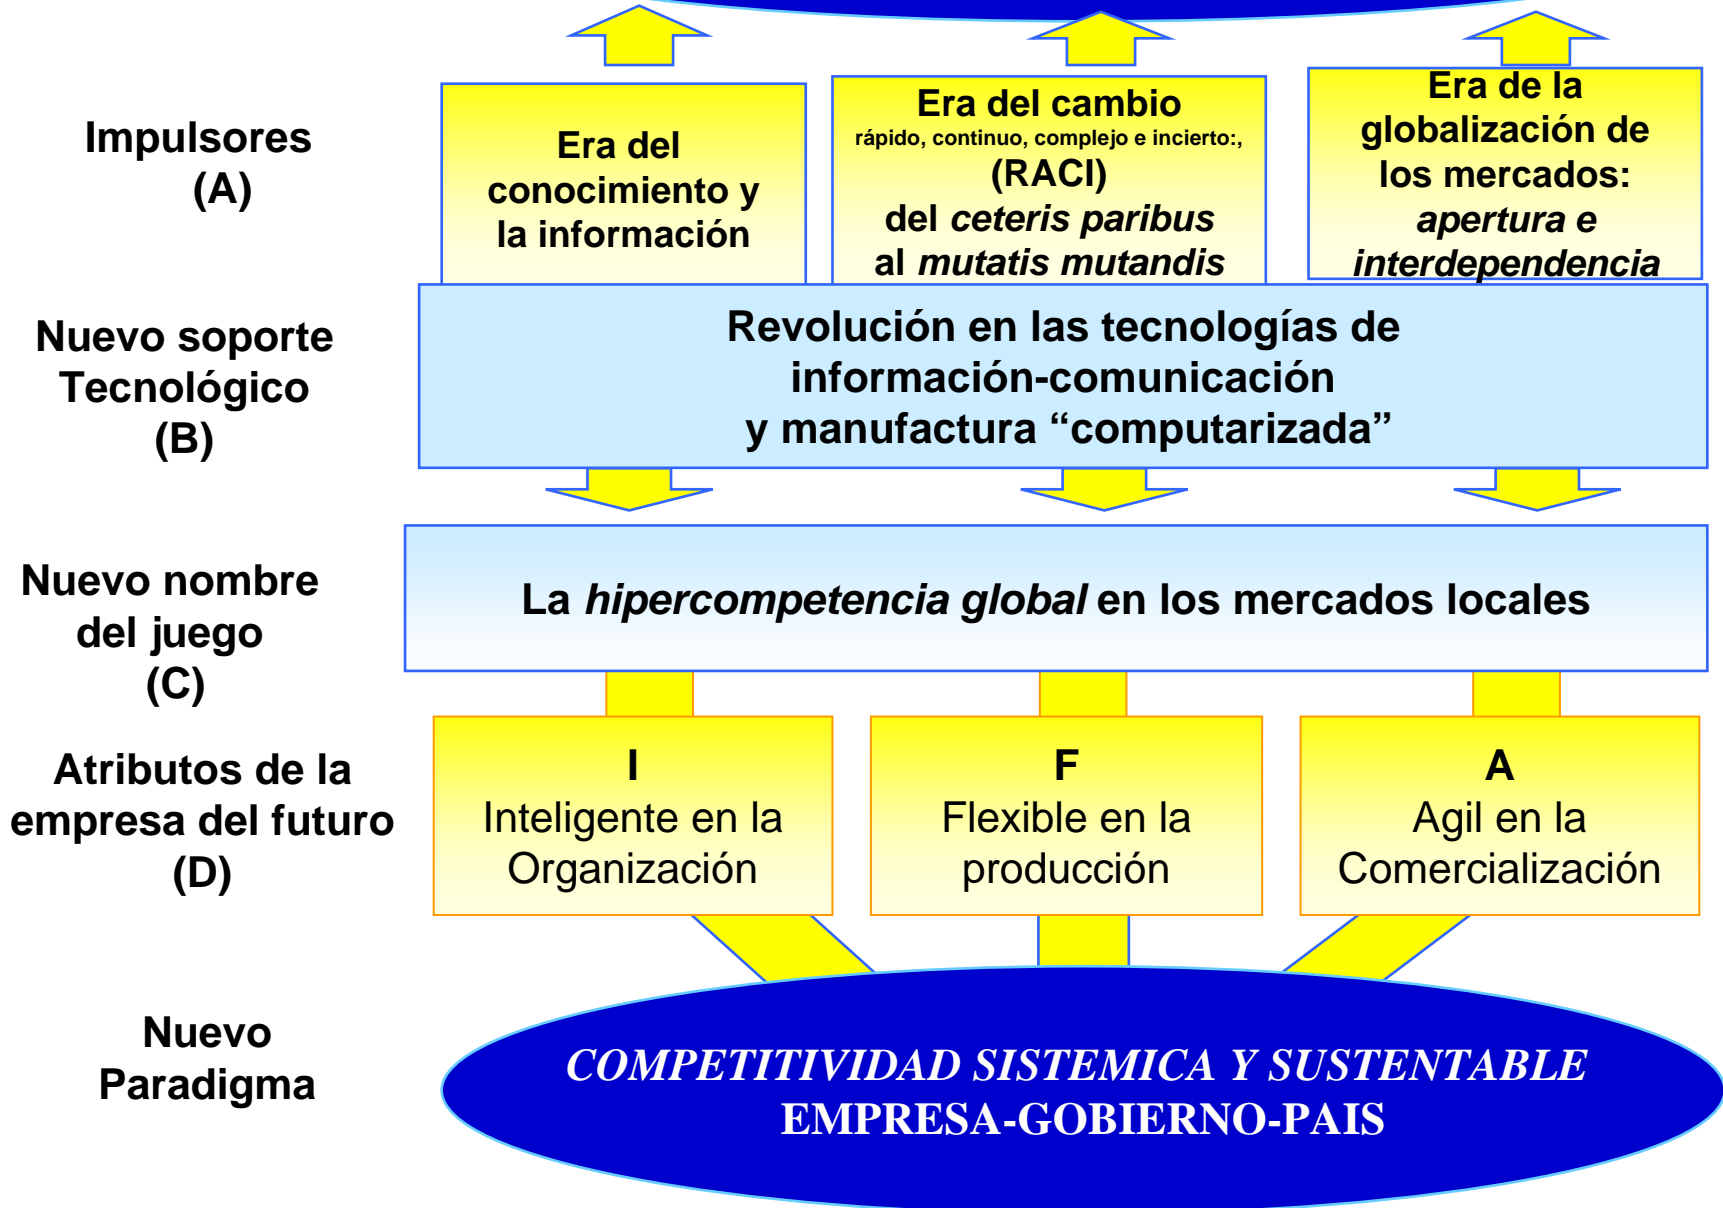 Impulsores
(A)
Era del
conocimiento y
la información
Era del cambio
rápido, continuo, complejo e incierto:,
(RACI)
del ceteris paribus
al mutatis mutandis
Era de la
globalización de
los mercados:
apertura e
interdependencia
Nuevo soporte
Tecnológico
(B)
Revolución en las tecnologías de
información-comunicación
y manufactura “computarizada”
Nuevo nombre
del juego
(C)
La hipercompetencia global en los mercados locales
Atributos de la
empresa del futuro
(D)
I
Inteligente en la
Organización
F
Flexible en la
producción
A
Agil en la
Comercialización
Nuevo
Paradigma
COMPETITIVIDAD SISTEMICA Y SUSTENTABLE
EMPRESA-GOBIERNO-PAIS